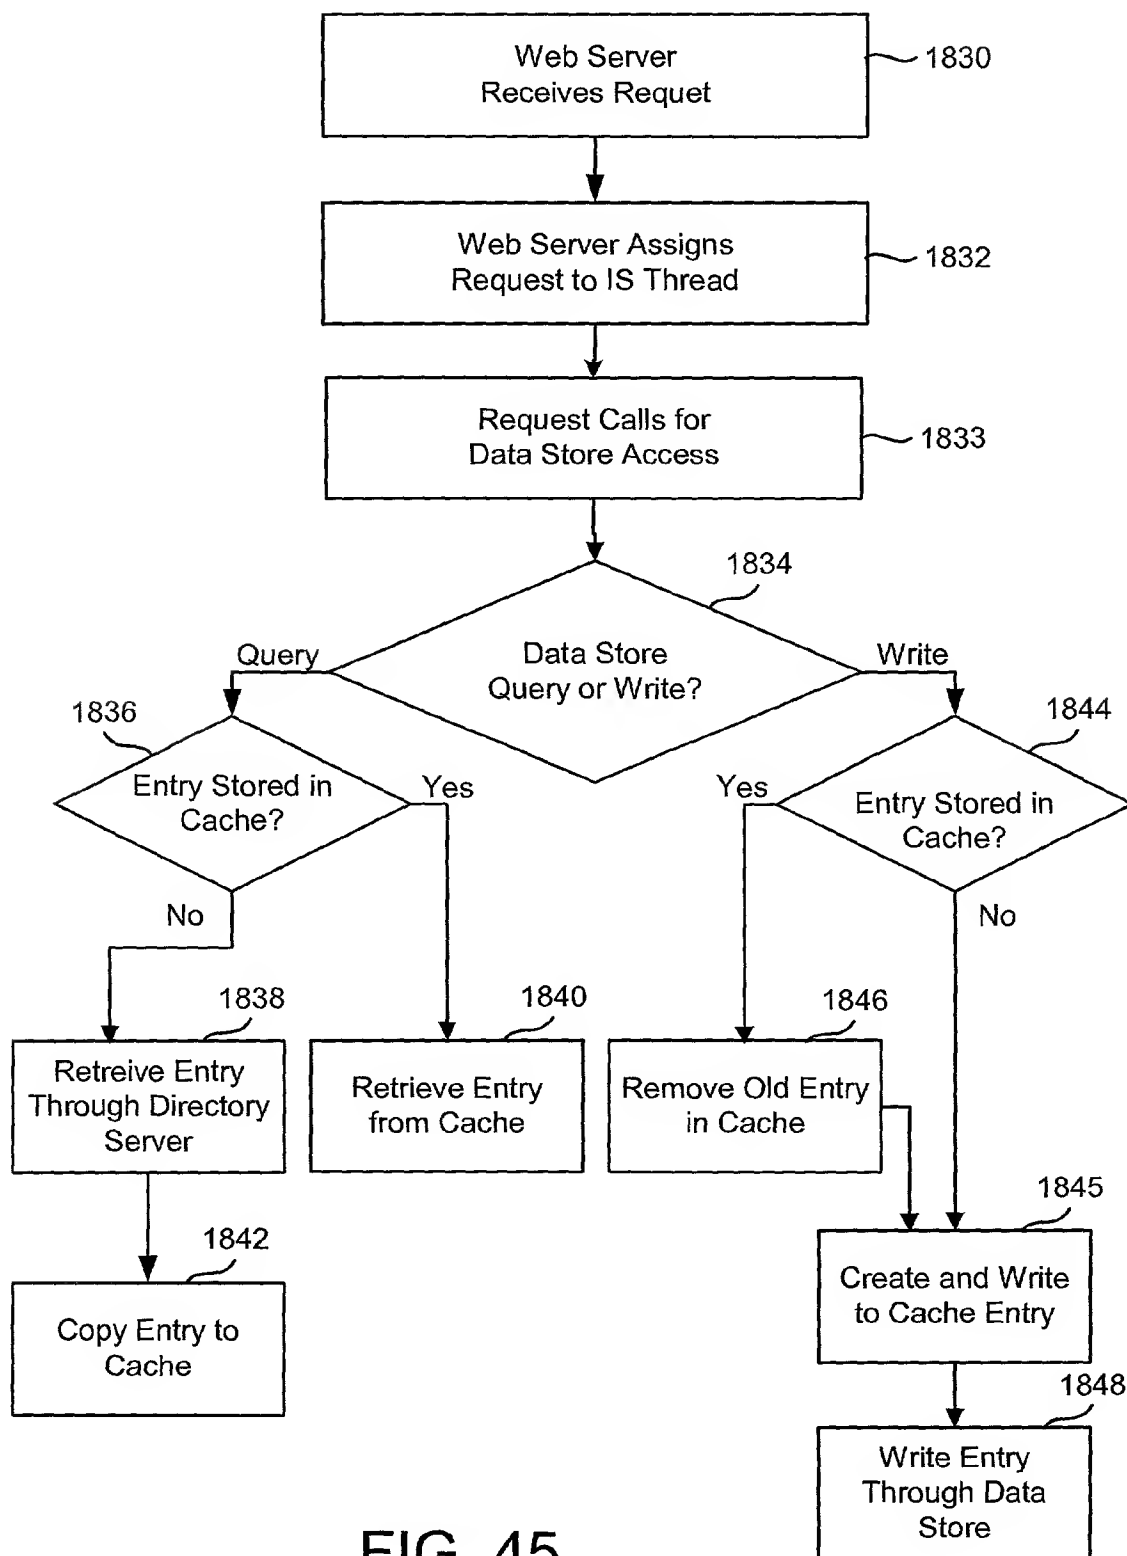 Web Server
Receives Requet
1830
Web Server Assigns
Request to IS Thread
1832
Request Calls for
Data Store Access
1833
1834
Data Store
Query or Write?
Query
Write
1836
Entry Stored in
Cache?
Yes
No
1844
Entry Stored in
Cache?
Yes
No
1838
Retreive Entry
Through Directory
Server
1840
Retrieve Entry
from Cache
1846
Remove Old Entry
in Cache
1842
Copy Entry to
Cache
1845
Create and Write
to Cache Entry
1848
Write Entry
Through Data
Store
FIG. 45